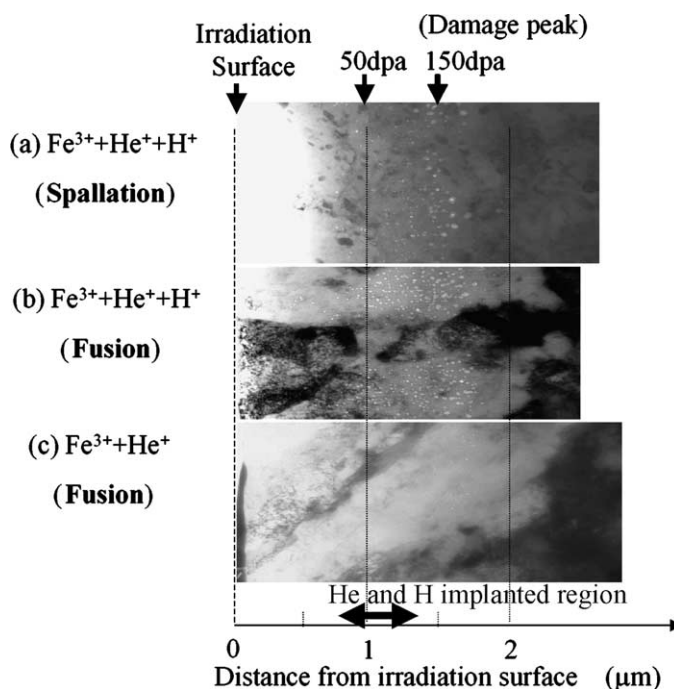 (Damage peak)
Irradiation
Surface
50dpa 150dpa
(a) Fe³⁺+He⁺+H⁺
(Spallation)
(b) Fe³⁺+He⁺+H⁺
(Fusion)
(c) Fe³⁺+He⁺
(Fusion)
He and H implanted region
0 1 2
Distance from irradiation surface (μm)